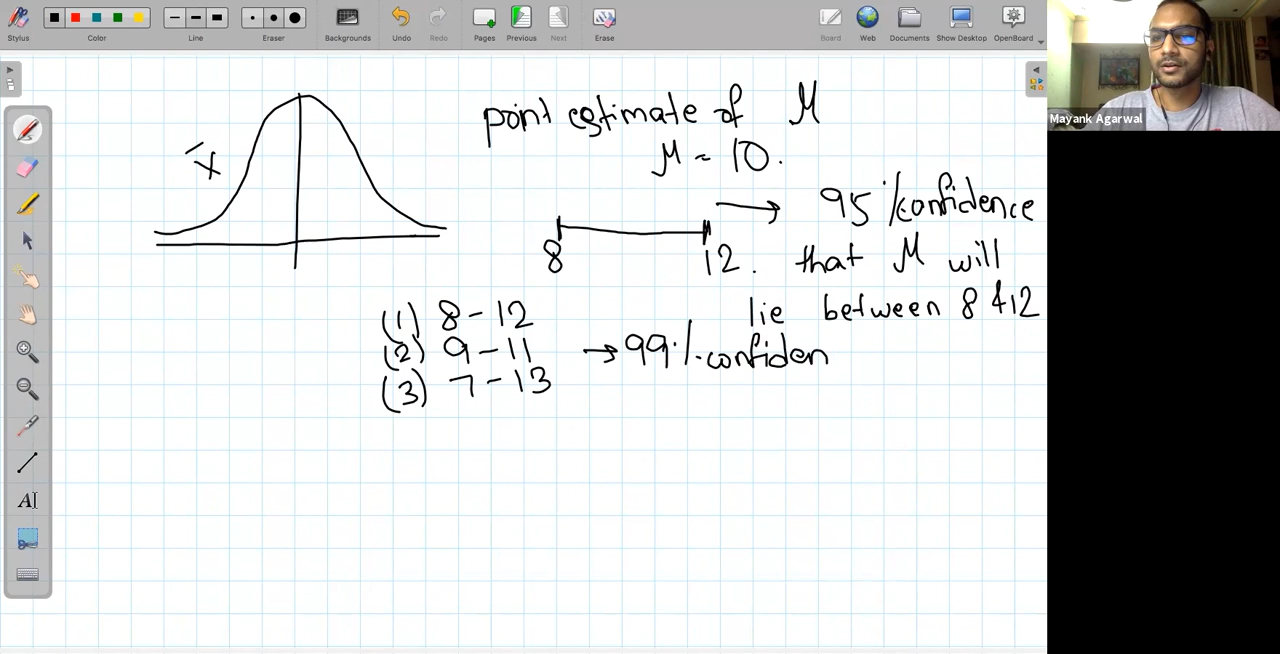 Stylus
Color
Line
Eraser
Backgrounds
Undo
Redo
Pages
Previous
Next
Erase
Board
Web
Documents
Show Desktop
OpenBoard
Mayank Agarwal
point estimate of μ
μ = 10.
x̄
8
12.
→ 95% confidence
that μ will
lie between 8 & 12
(1) 8 - 12
(2) 9 - 11
(3) 7 - 13
→ 99% confiden